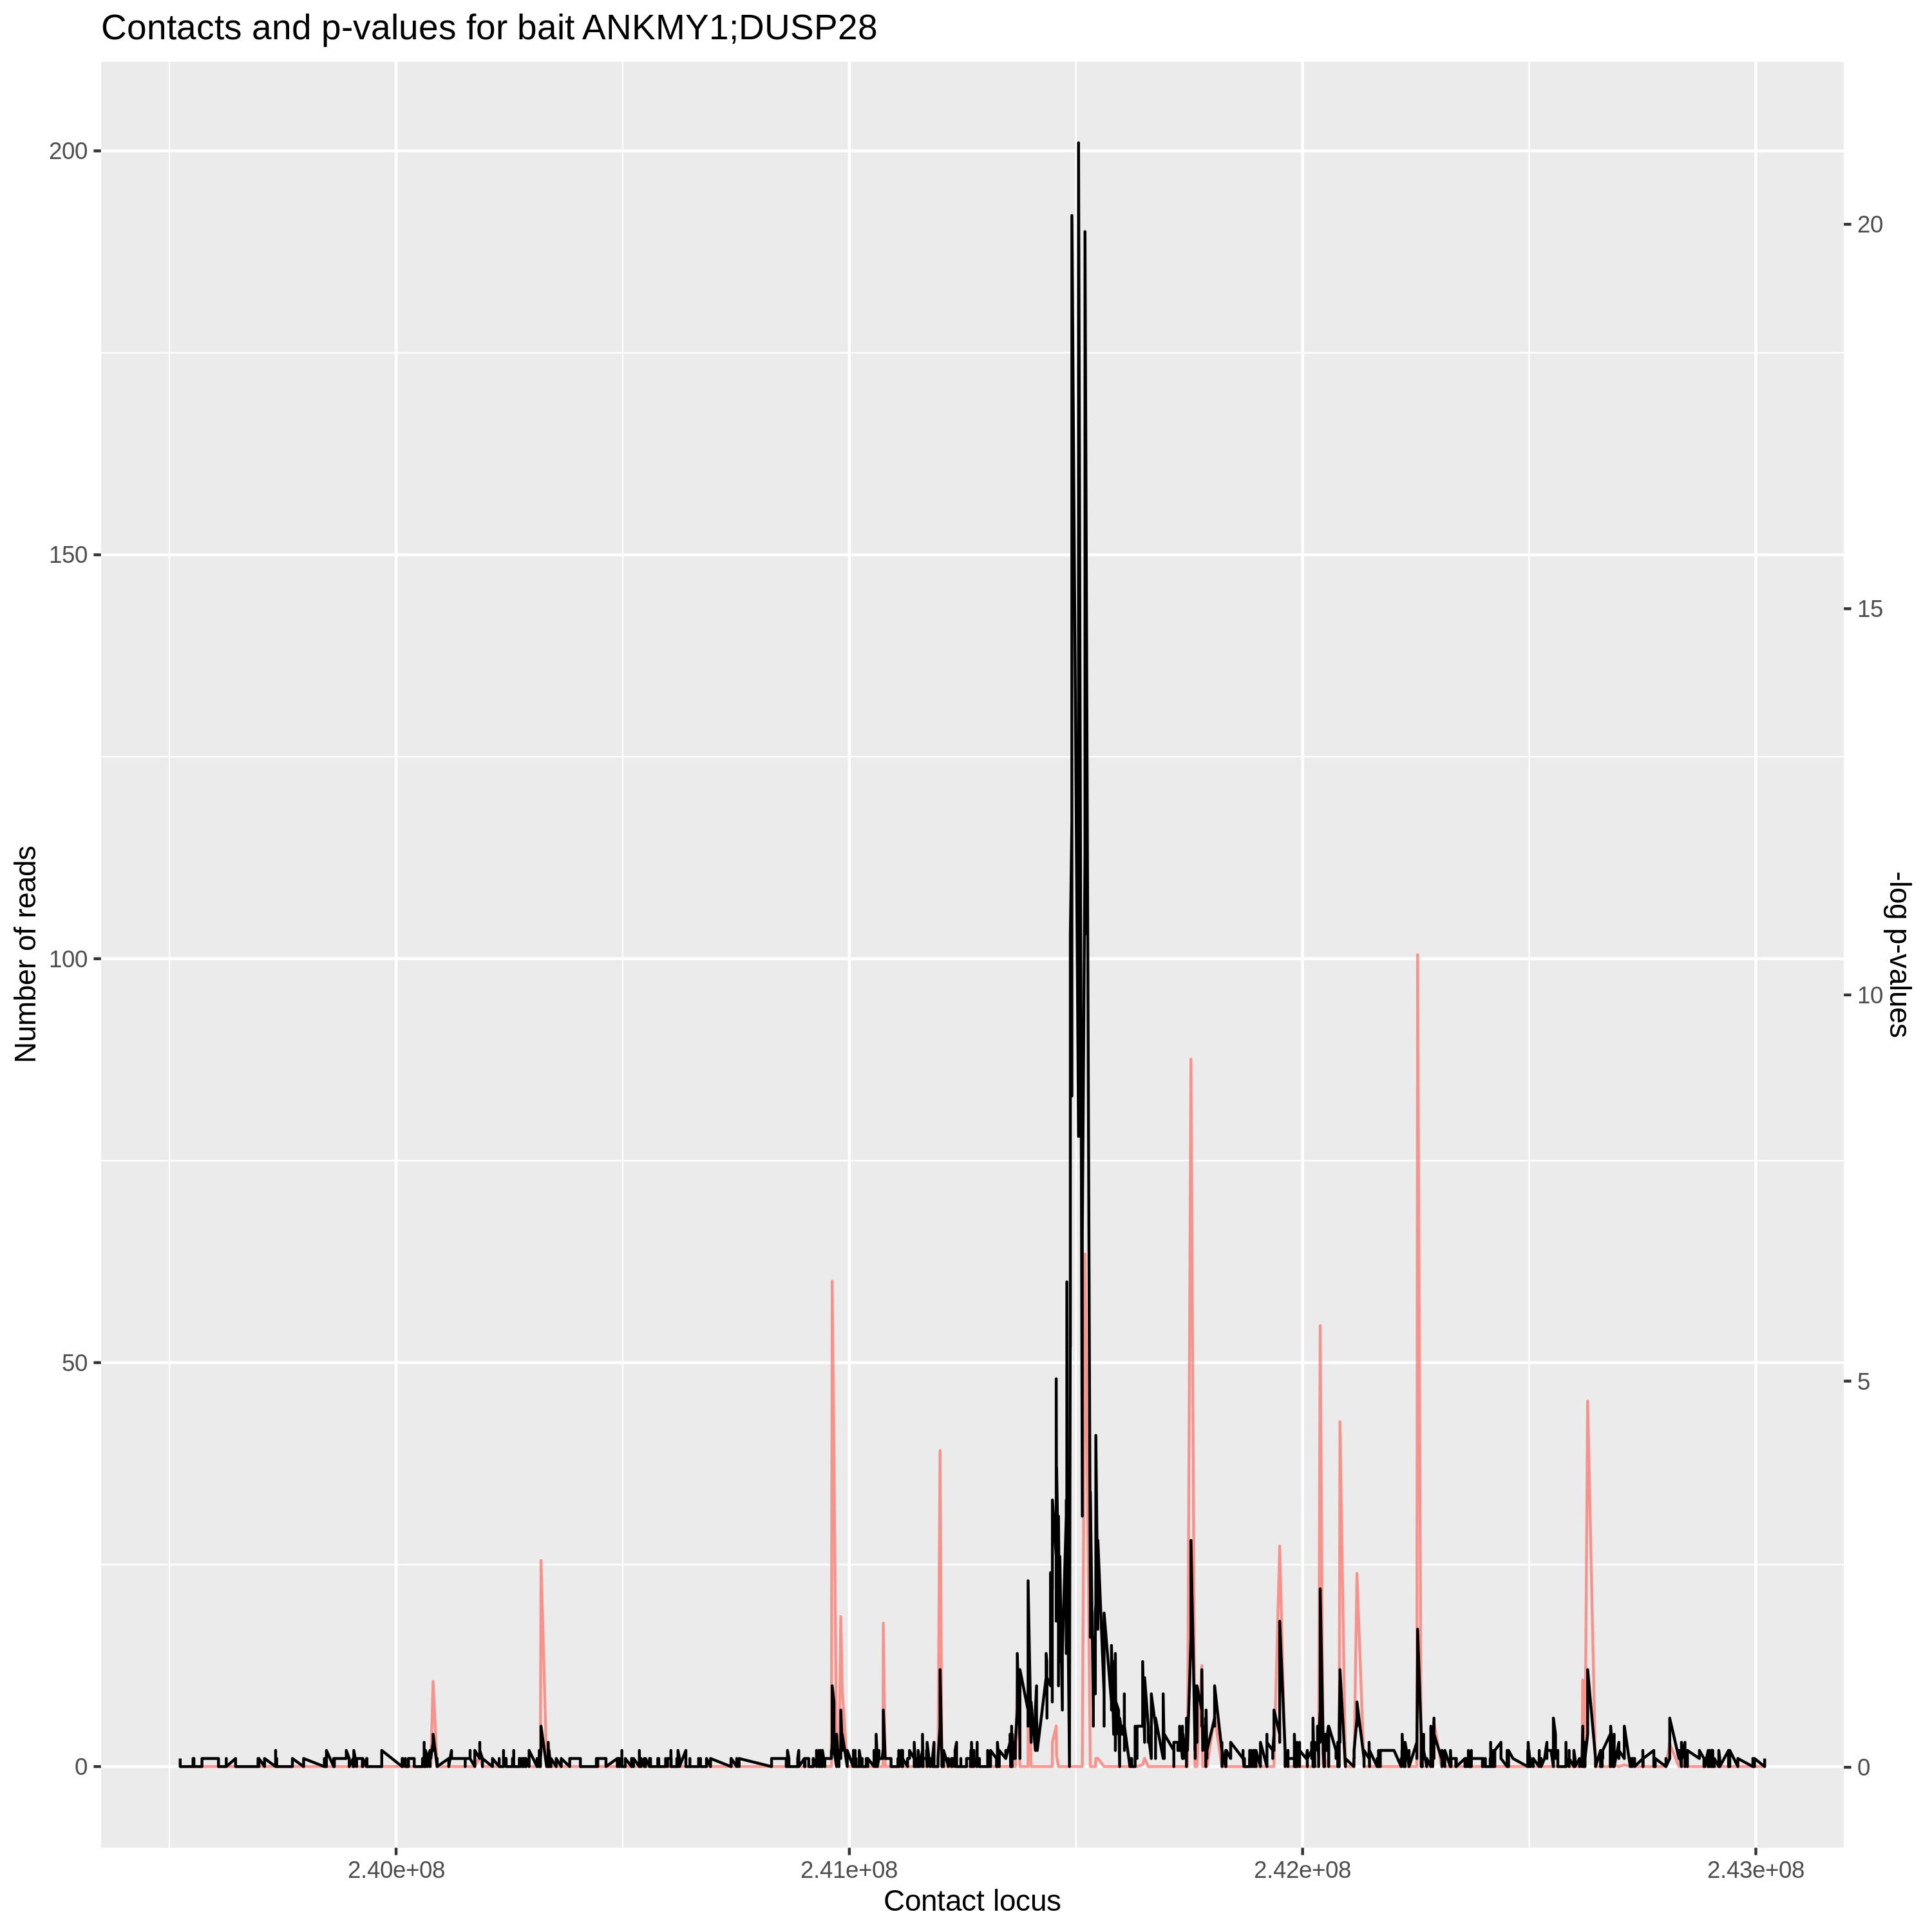 Contacts and p-values for bait ANKMY1;DUSP28
Number of reads
200
150
100
50
0
20
15
10
5
0
-log p-values
2.40e+08
2.41e+08
2.42e+08
2.43e+08
Contact locus